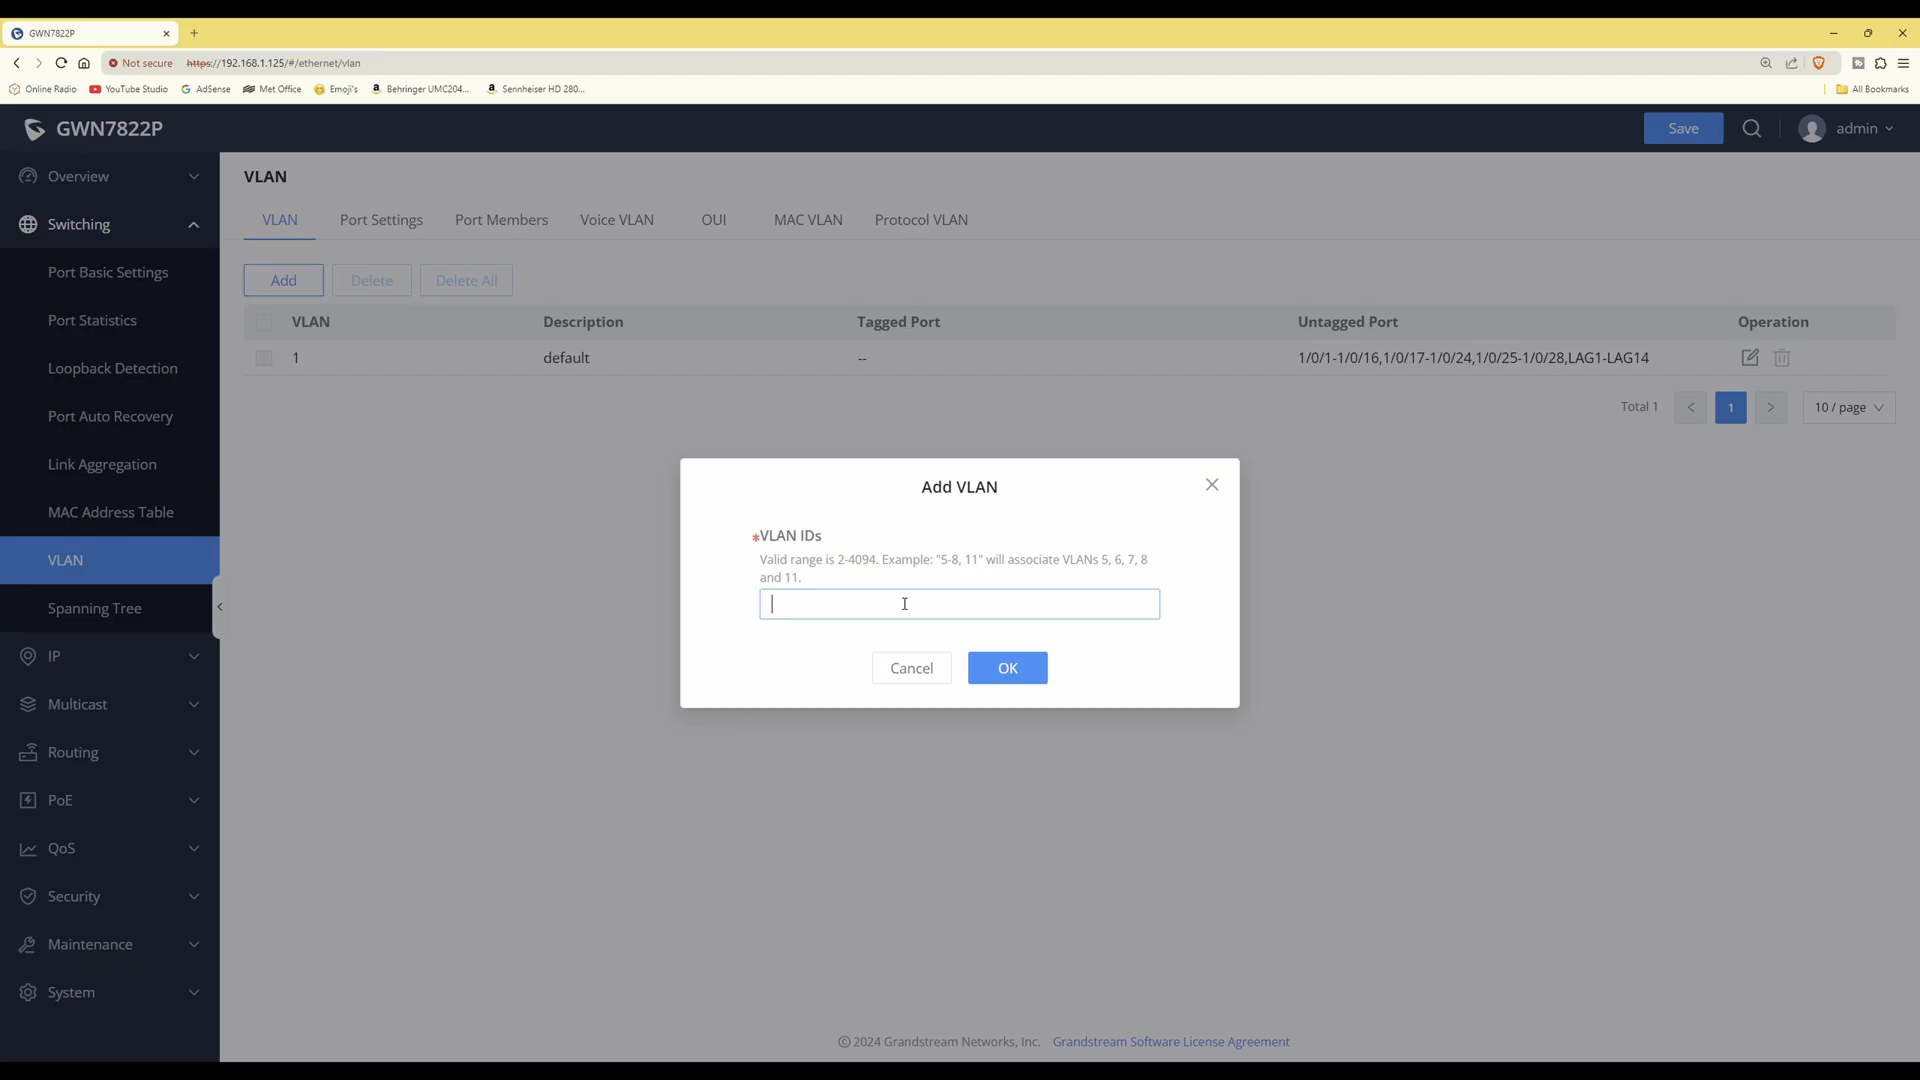 GWN7822P
Not secure https://192.168.1.125/#/ethernet/vlan
Online Radio YouTube Studio AdSense Met Office Emoji's Behringer UMC204... Sennheiser HD 280... All Bookmarks
GWN7822P Save admin
Overview
Switching
Port Basic Settings
Port Statistics
Loopback Detection
Port Auto Recovery
Link Aggregation
MAC Address Table
VLAN
Spanning Tree
IP
Multicast
Routing
PoE
QoS
Security
Maintenance
System
VLAN
VLAN Port Settings Port Members Voice VLAN OUI MAC VLAN Protocol VLAN
Add Delete Delete All
VLAN Description Tagged Port Untagged Port Operation
1 default -- 1/0/1-1/0/16,1/0/17-1/0/24,1/0/25-1/0/28,LAG1-LAG14
Total 1 < 1 > 10 / page
Add VLAN
*VLAN IDs
Valid range is 2-4094. Example: "5-8, 11" will associate VLANs 5, 6, 7, 8
and 11.
Cancel OK
© 2024 Grandstream Networks, Inc. Grandstream Software License Agreement